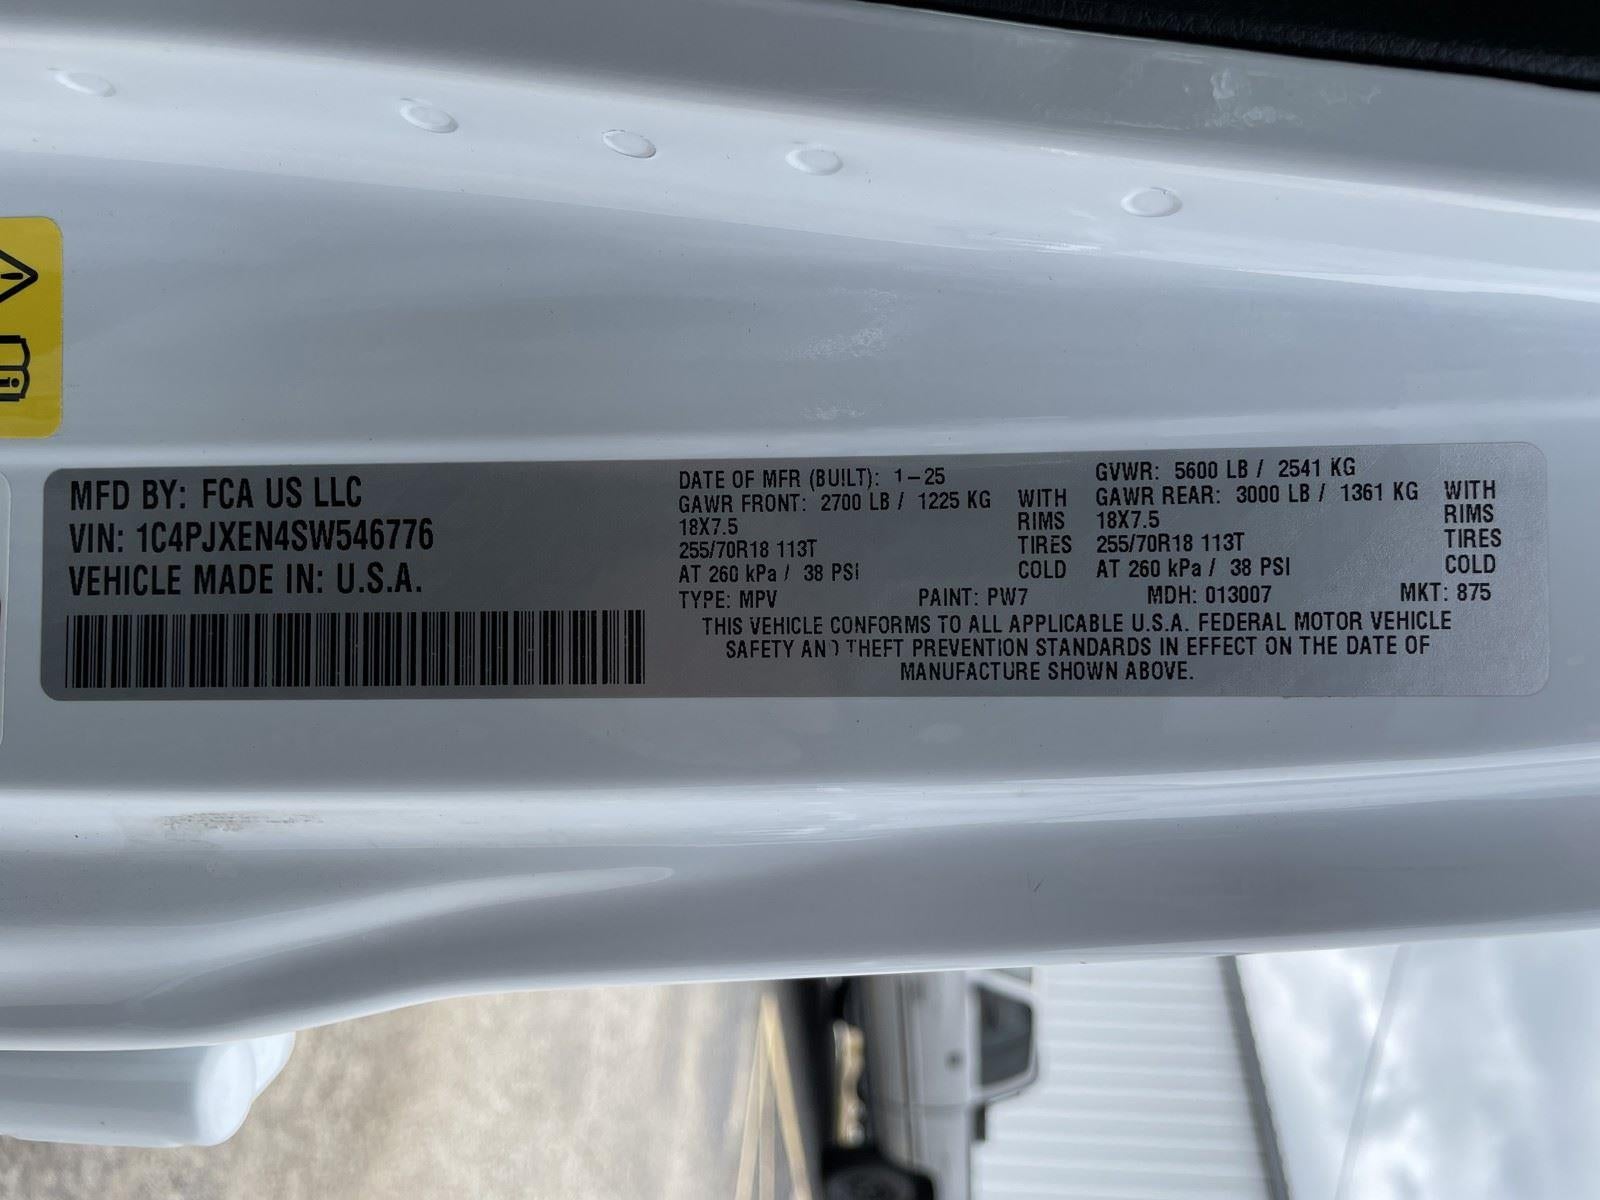 MFD BY: FCA US LLC
VIN: 1C4PJXEN4SW546776
VEHICLE MADE IN: U.S.A.
DATE OF MFR (BUILT): 1-25
GAWR FRONT: 2700 LB / 1225 KG WITH
18X7.5 RIMS
255/70R18 113T TIRES
AT 260 kPa / 38 PSI COLD
GVWR: 5600 LB / 2541 KG
GAWR REAR: 3000 LB / 1361 KG WITH
18X7.5 RIMS
255/70R18 113T TIRES
AT 260 kPa / 38 PSI COLD
TYPE: MPV PAINT: PW7 MDH: 013007 MKT: 875
THIS VEHICLE CONFORMS TO ALL APPLICABLE U.S.A. FEDERAL MOTOR VEHICLE
SAFETY AND THEFT PREVENTION STANDARDS IN EFFECT ON THE DATE OF
MANUFACTURE SHOWN ABOVE.